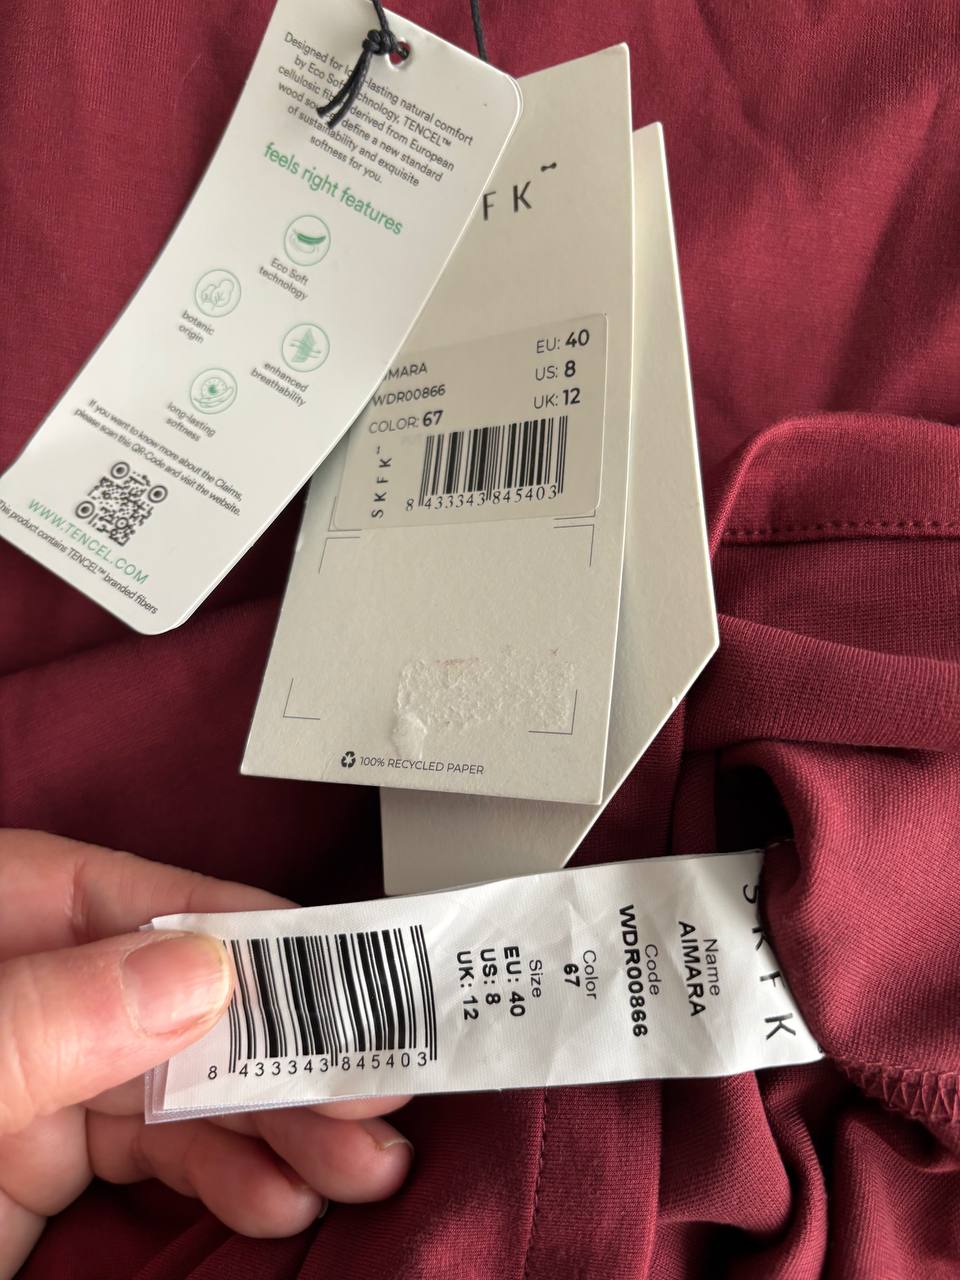 Designed for long-lasting natural comfort
by Eco Soft technology, TENCEL™
cellulosic fibers derived from European
wood sources define a new standard
of sustainability and exquisite
softness for you.
feels right features
Eco Soft
technology
botanic
origin
enhanced
breathability
long-lasting
softness
If you want to know more about the Claims,
please scan this QR-Code and visit the website.
WWW.TENCEL.COM
This product contains TENCEL™ branded fibers
FK
IMARA
WDR00866
COLOR: 67
EU: 40
US: 8
UK: 12
SKFK
8 433343 845403
100% RECYCLED PAPER
SKFK
Name
AIMARA
Code
WDR00866
Color
67
Size
EU: 40
US: 8
UK: 12
8 433343 845403